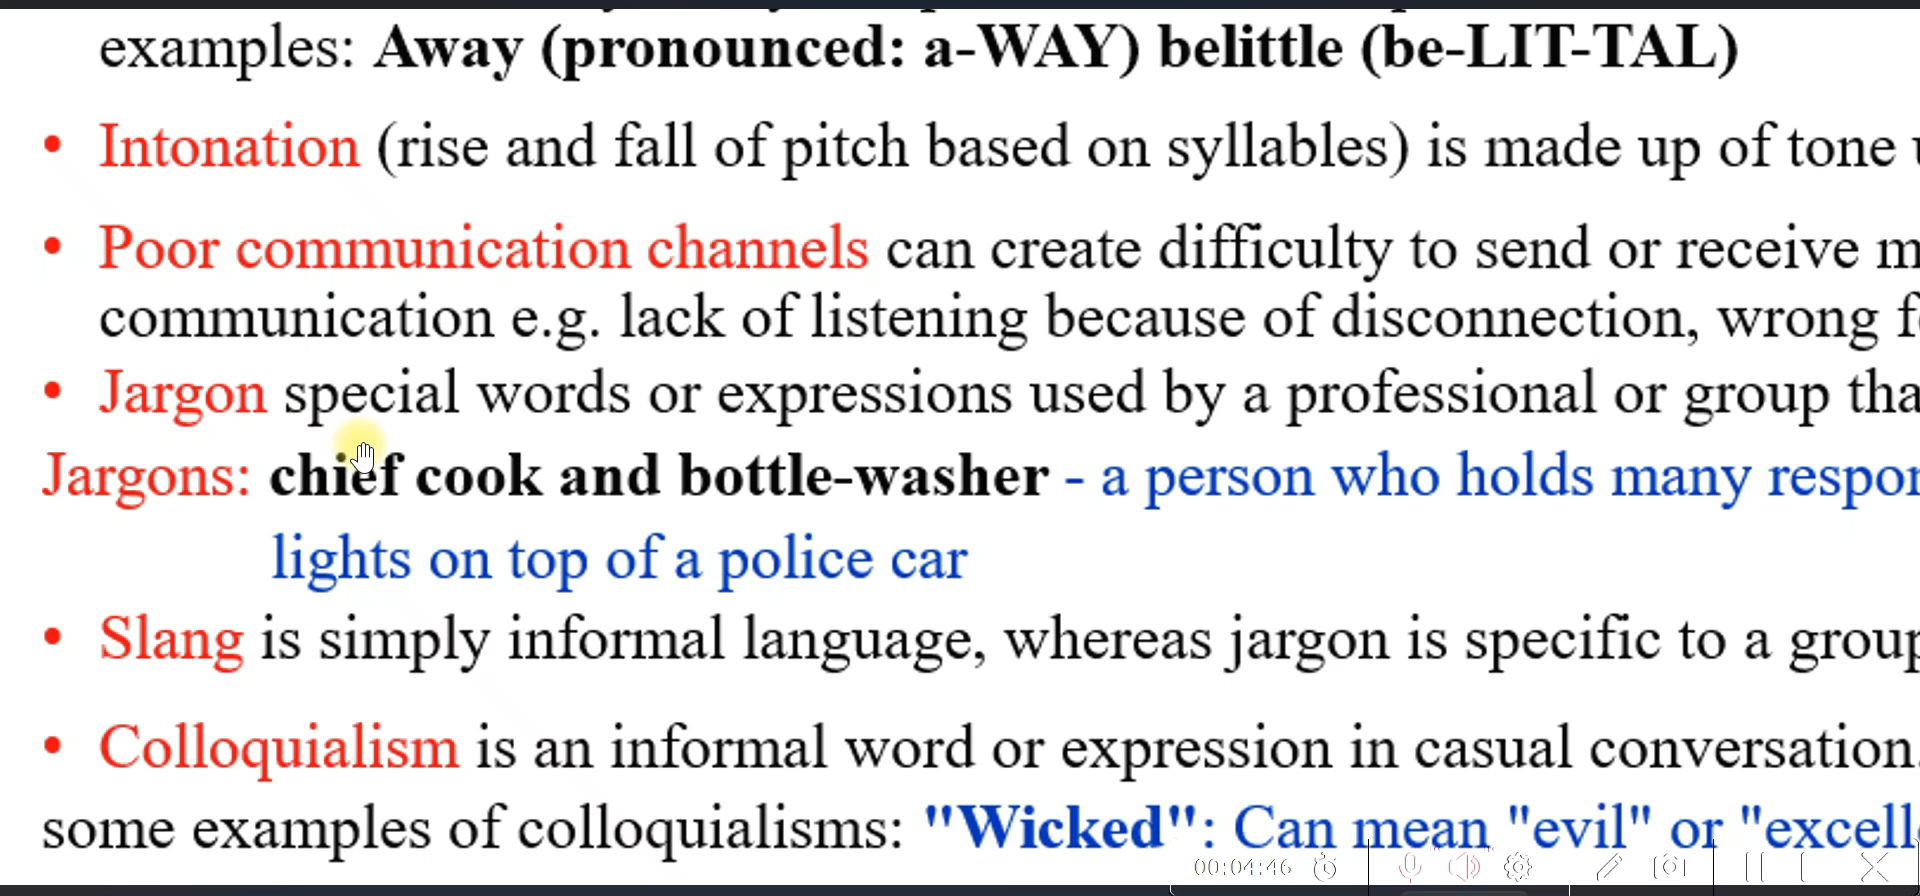 examples: Away (pronounced: a-WAY) belittle (be-LIT-TAL)
• Intonation (rise and fall of pitch based on syllables) is made up of tone
• Poor communication channels can create difficulty to send or receive
communication e.g. lack of listening because of disconnection, wrong
• Jargon special words or expressions used by a professional or group
Jargons: chief cook and bottle-washer - a person who holds many
lights on top of a police car
• Slang is simply informal language, whereas jargon is specific to a
• Colloquialism is an informal word or expression in casual conversation.
some examples of colloquialisms: "Wicked": Can mean "evil" or
00:04:46